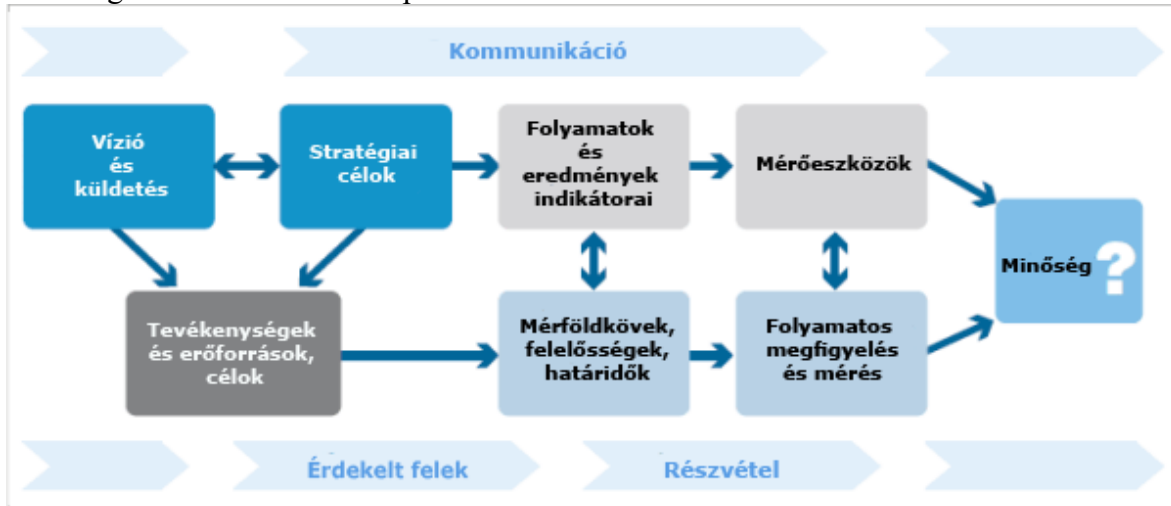 Kommunikáció
Vízió
és
küldetés
Stratégiai
célok
Folyamatok
és
eredmények
indikátorai
Mérőeszközök
Minőség ?
Tevékenységek
és erőforrások,
célok
Mérföldkövek,
felelősségek,
határidők
Folyamatos
megfigyelés
és mérés
Érdekelt felek
Részvétel